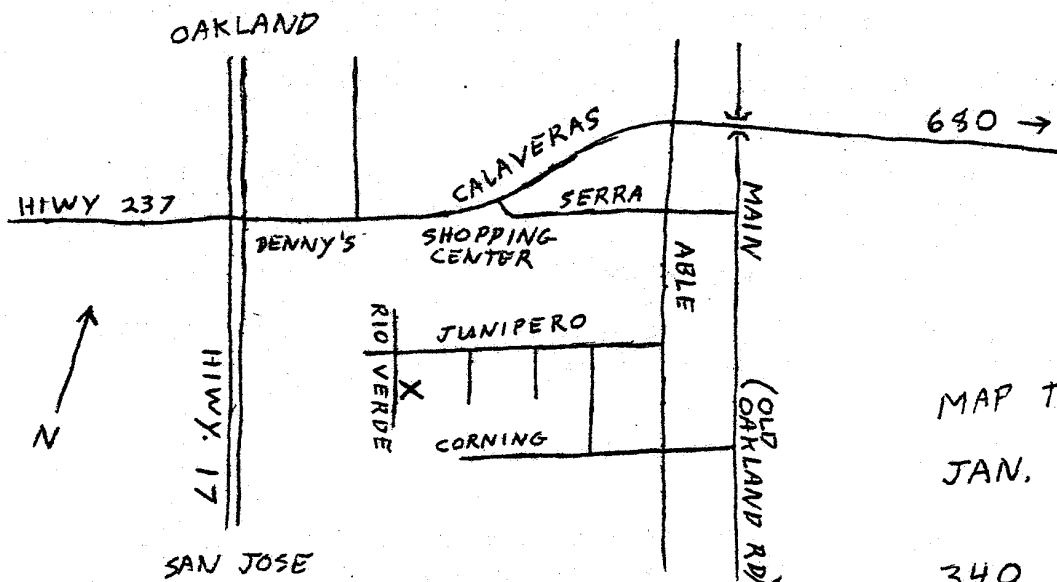 OAKLAND
680 →
CALAVERAS
HIWY 237
SERRA
DENNY'S
SHOPPING
CENTER
MAIN
ABLE
RIO VERDE
JUNIPERO
X
HIWY. 17
N
CORNING
(OLD
OAKLAND RD)
MAP T
JAN.
SAN JOSE
340